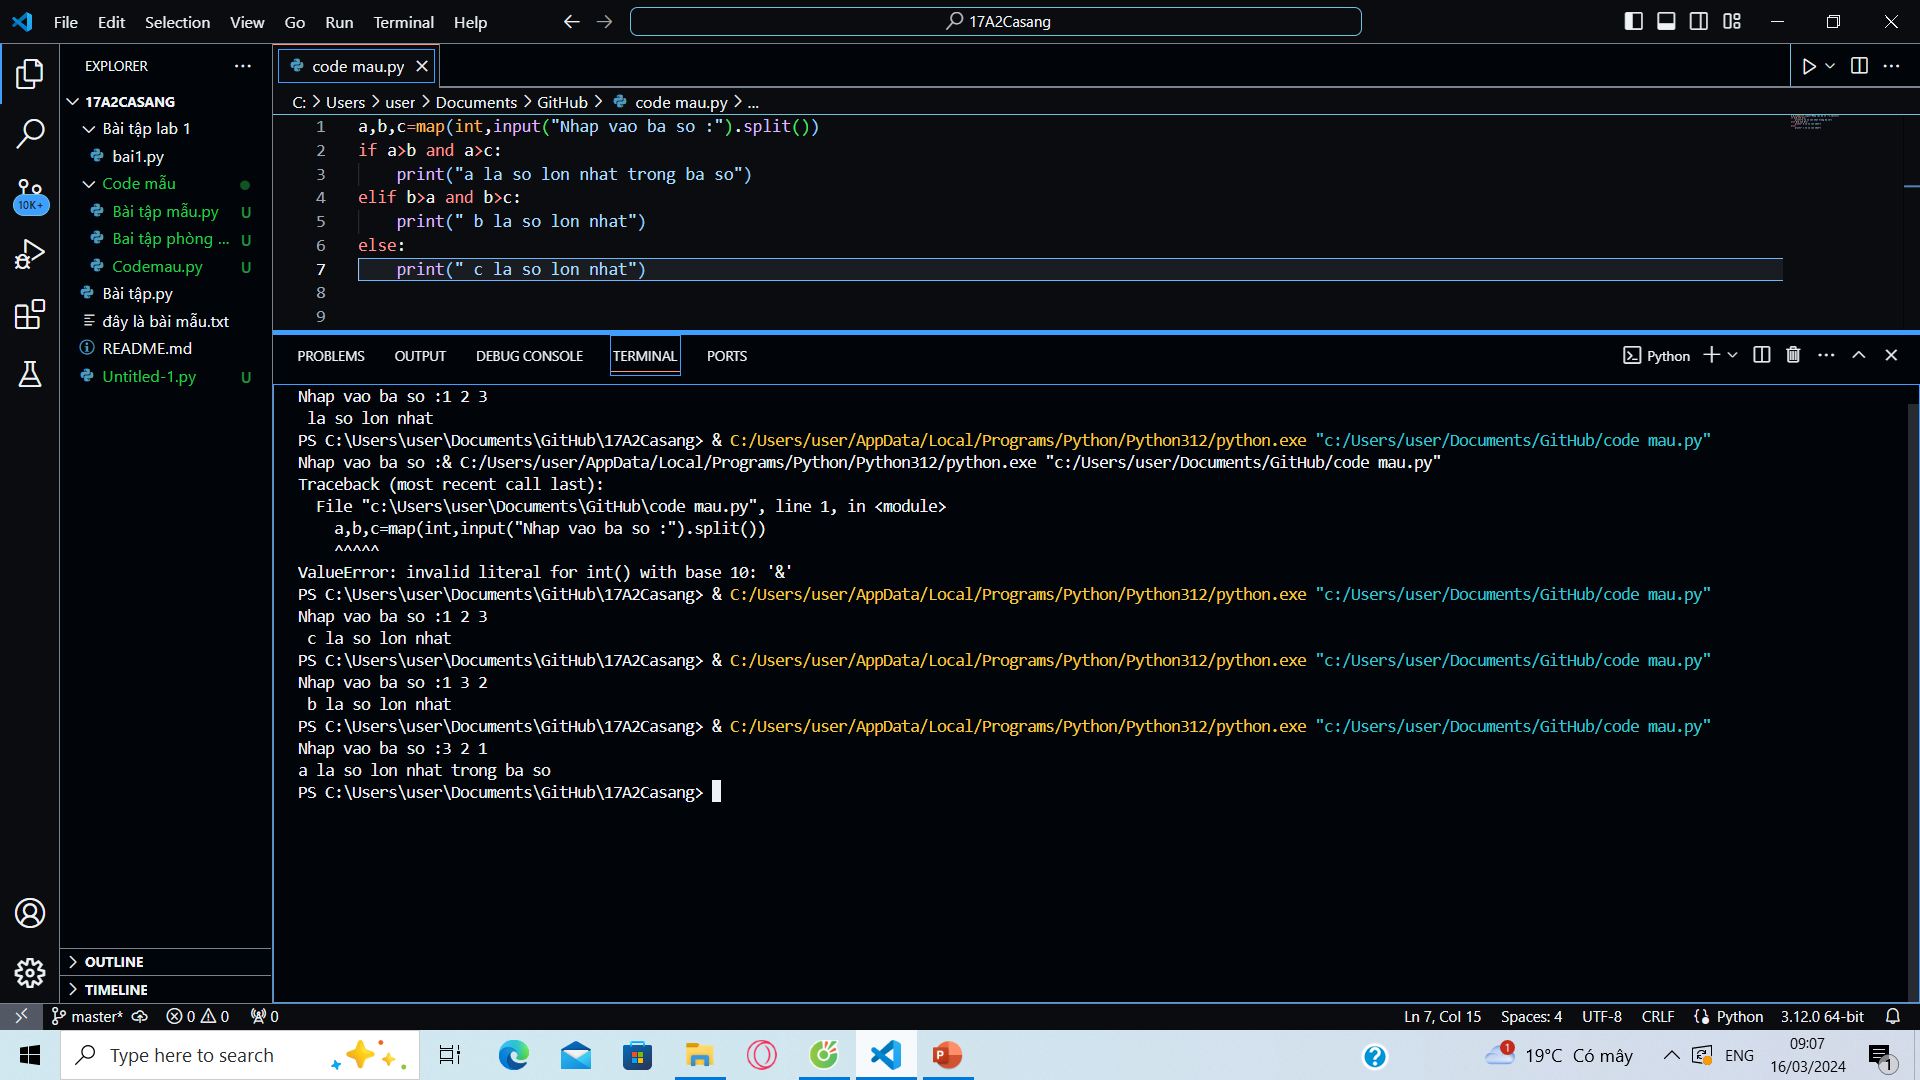 File Edit Selection View Go Run Terminal Help
17A2Casang
EXPLORER
17A2CASANG
Bài tập lab 1
bai1.py
Code mẫu
Bài tập mẫu.py U
Bai tập phòng ... U
Codemau.py U
Bài tập.py
đây là bài mẫu.txt
README.md
Untitled-1.py U
OUTLINE
TIMELINE
10K+
code mau.py
C: > Users > user > Documents > GitHub > code mau.py > ...
1 a,b,c=map(int,input("Nhap vao ba so :").split())
2 if a>b and a>c:
3 print("a la so lon nhat trong ba so")
4 elif b>a and b>c:
5 print(" b la so lon nhat")
6 else:
7 print(" c la so lon nhat")
8
9
PROBLEMS OUTPUT DEBUG CONSOLE TERMINAL PORTS
Python
Nhap vao ba so :1 2 3
la so lon nhat
PS C:\Users\user\Documents\GitHub\17A2Casang> & C:/Users/user/AppData/Local/Programs/Python/Python312/python.exe "c:/Users/user/Documents/GitHub/code mau.py"
Nhap vao ba so :& C:/Users/user/AppData/Local/Programs/Python/Python312/python.exe "c:/Users/user/Documents/GitHub/code mau.py"
Traceback (most recent call last):
File "c:\Users\user\Documents\GitHub\code mau.py", line 1, in <module>
a,b,c=map(int,input("Nhap vao ba so :").split())
^^^^^
ValueError: invalid literal for int() with base 10: '&'
PS C:\Users\user\Documents\GitHub\17A2Casang> & C:/Users/user/AppData/Local/Programs/Python/Python312/python.exe "c:/Users/user/Documents/GitHub/code mau.py"
Nhap vao ba so :1 2 3
c la so lon nhat
PS C:\Users\user\Documents\GitHub\17A2Casang> & C:/Users/user/AppData/Local/Programs/Python/Python312/python.exe "c:/Users/user/Documents/GitHub/code mau.py"
Nhap vao ba so :1 3 2
b la so lon nhat
PS C:\Users\user\Documents\GitHub\17A2Casang> & C:/Users/user/AppData/Local/Programs/Python/Python312/python.exe "c:/Users/user/Documents/GitHub/code mau.py"
Nhap vao ba so :3 2 1
a la so lon nhat trong ba so
PS C:\Users\user\Documents\GitHub\17A2Casang>
master* 0 0 0
Ln 7, Col 15 Spaces: 4 UTF-8 CRLF Python 3.12.0 64-bit
Type here to search
1 19°C Có mây ENG
09:07
16/03/2024
1